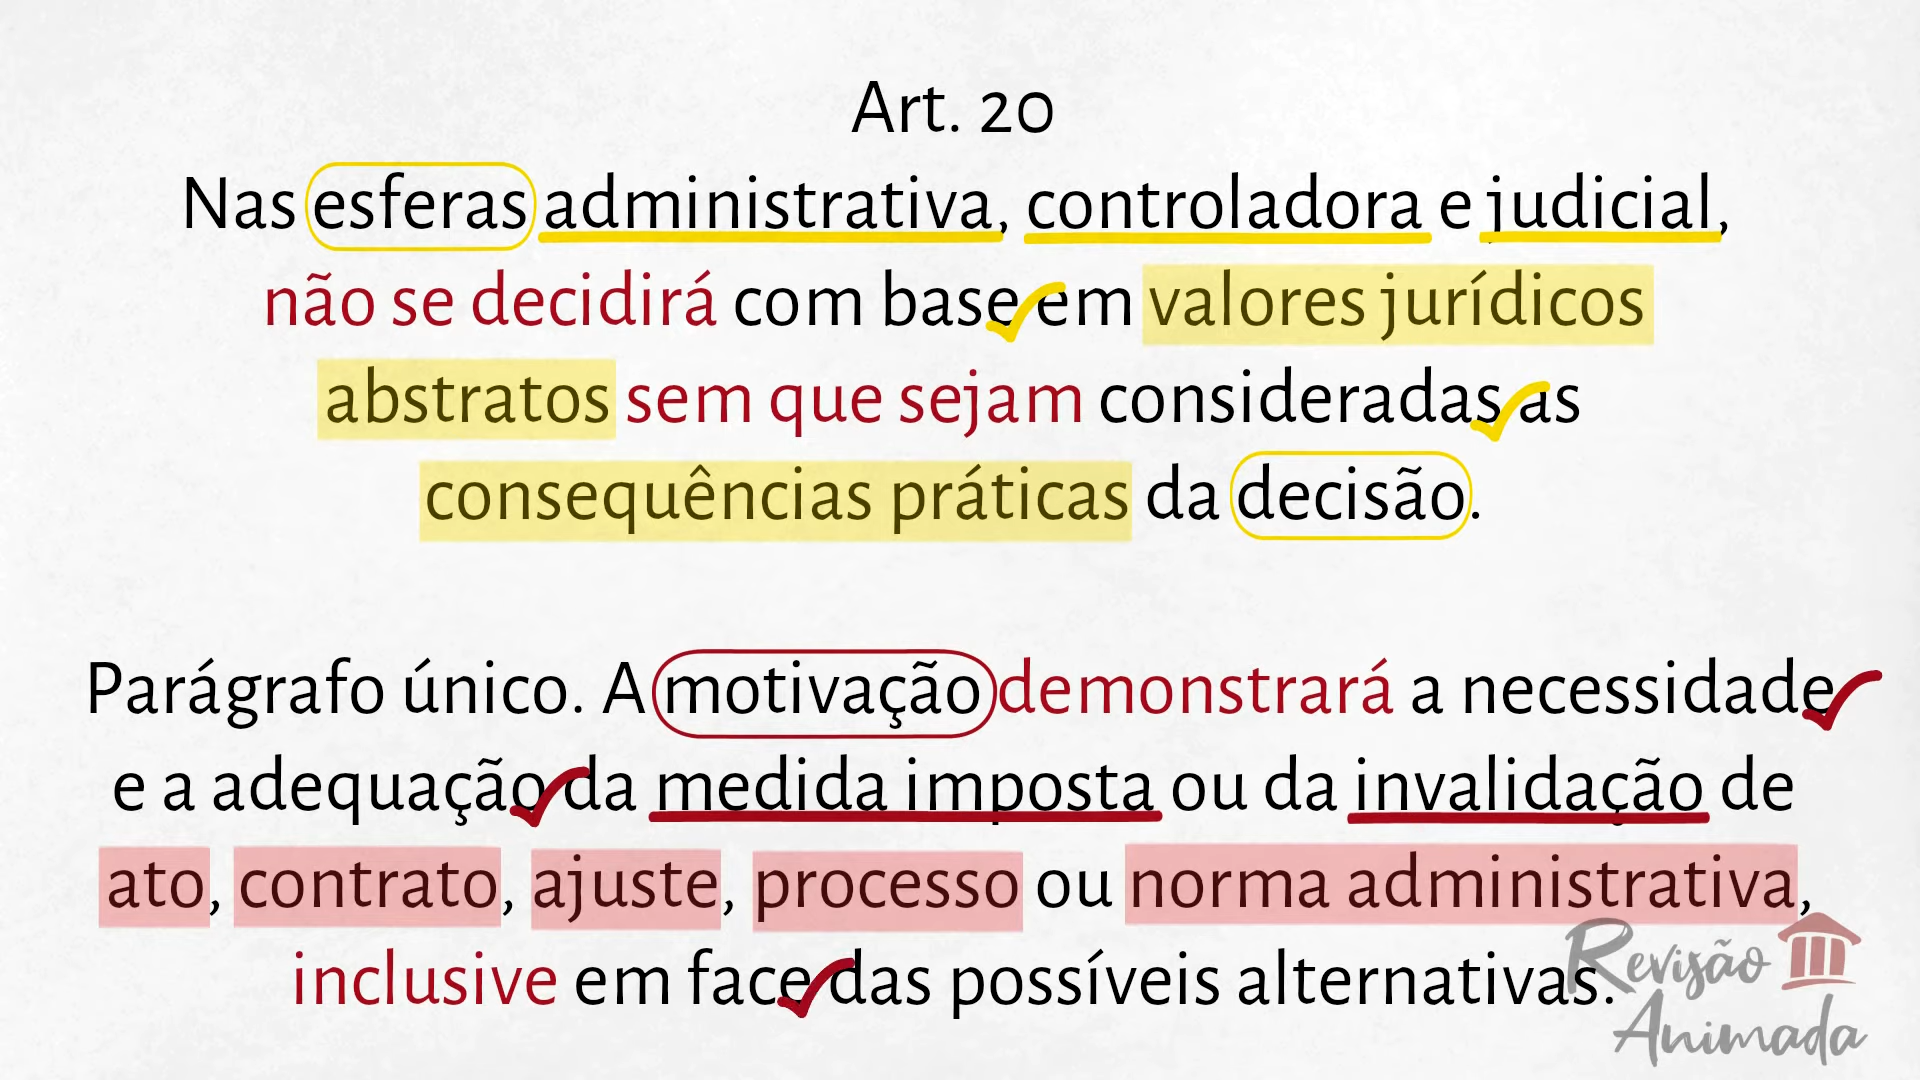 Art. 20
Nas esferas administrativa, controladora e judicial,
não se decidirá com base em valores jurídicos
abstratos sem que sejam consideradas as
consequências práticas da decisão.
Parágrafo único. A motivação demonstrará a necessidade
e a adequação da medida imposta ou da invalidação de
ato, contrato, ajuste, processo ou norma administrativa,
inclusive em face das possíveis alternativas.
Revisão
Animada